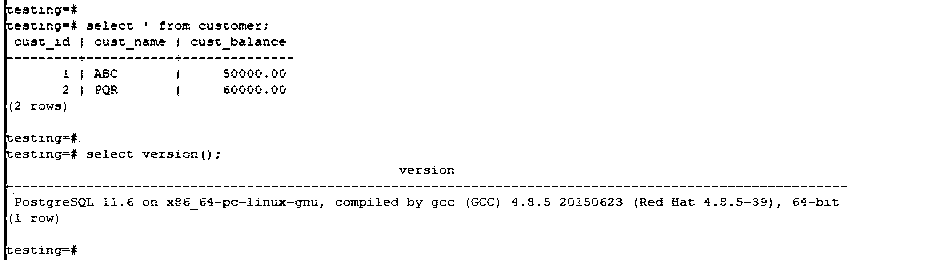 testing=#
testing=# select * from customer;
 cust_id | cust_name | cust_balance
---------+-----------+--------------
       1 | ABC       |     50000.00
       2 | PQR       |     60000.00
(2 rows)
testing=#
testing=# select version();
                                                 version
---------------------------------------------------------------------------------------------------------
 PostgreSQL 11.6 on x86_64-pc-linux-gnu, compiled by gcc (GCC) 4.8.5 20150623 (Red Hat 4.8.5-39), 64-bit
(1 row)
testing=#